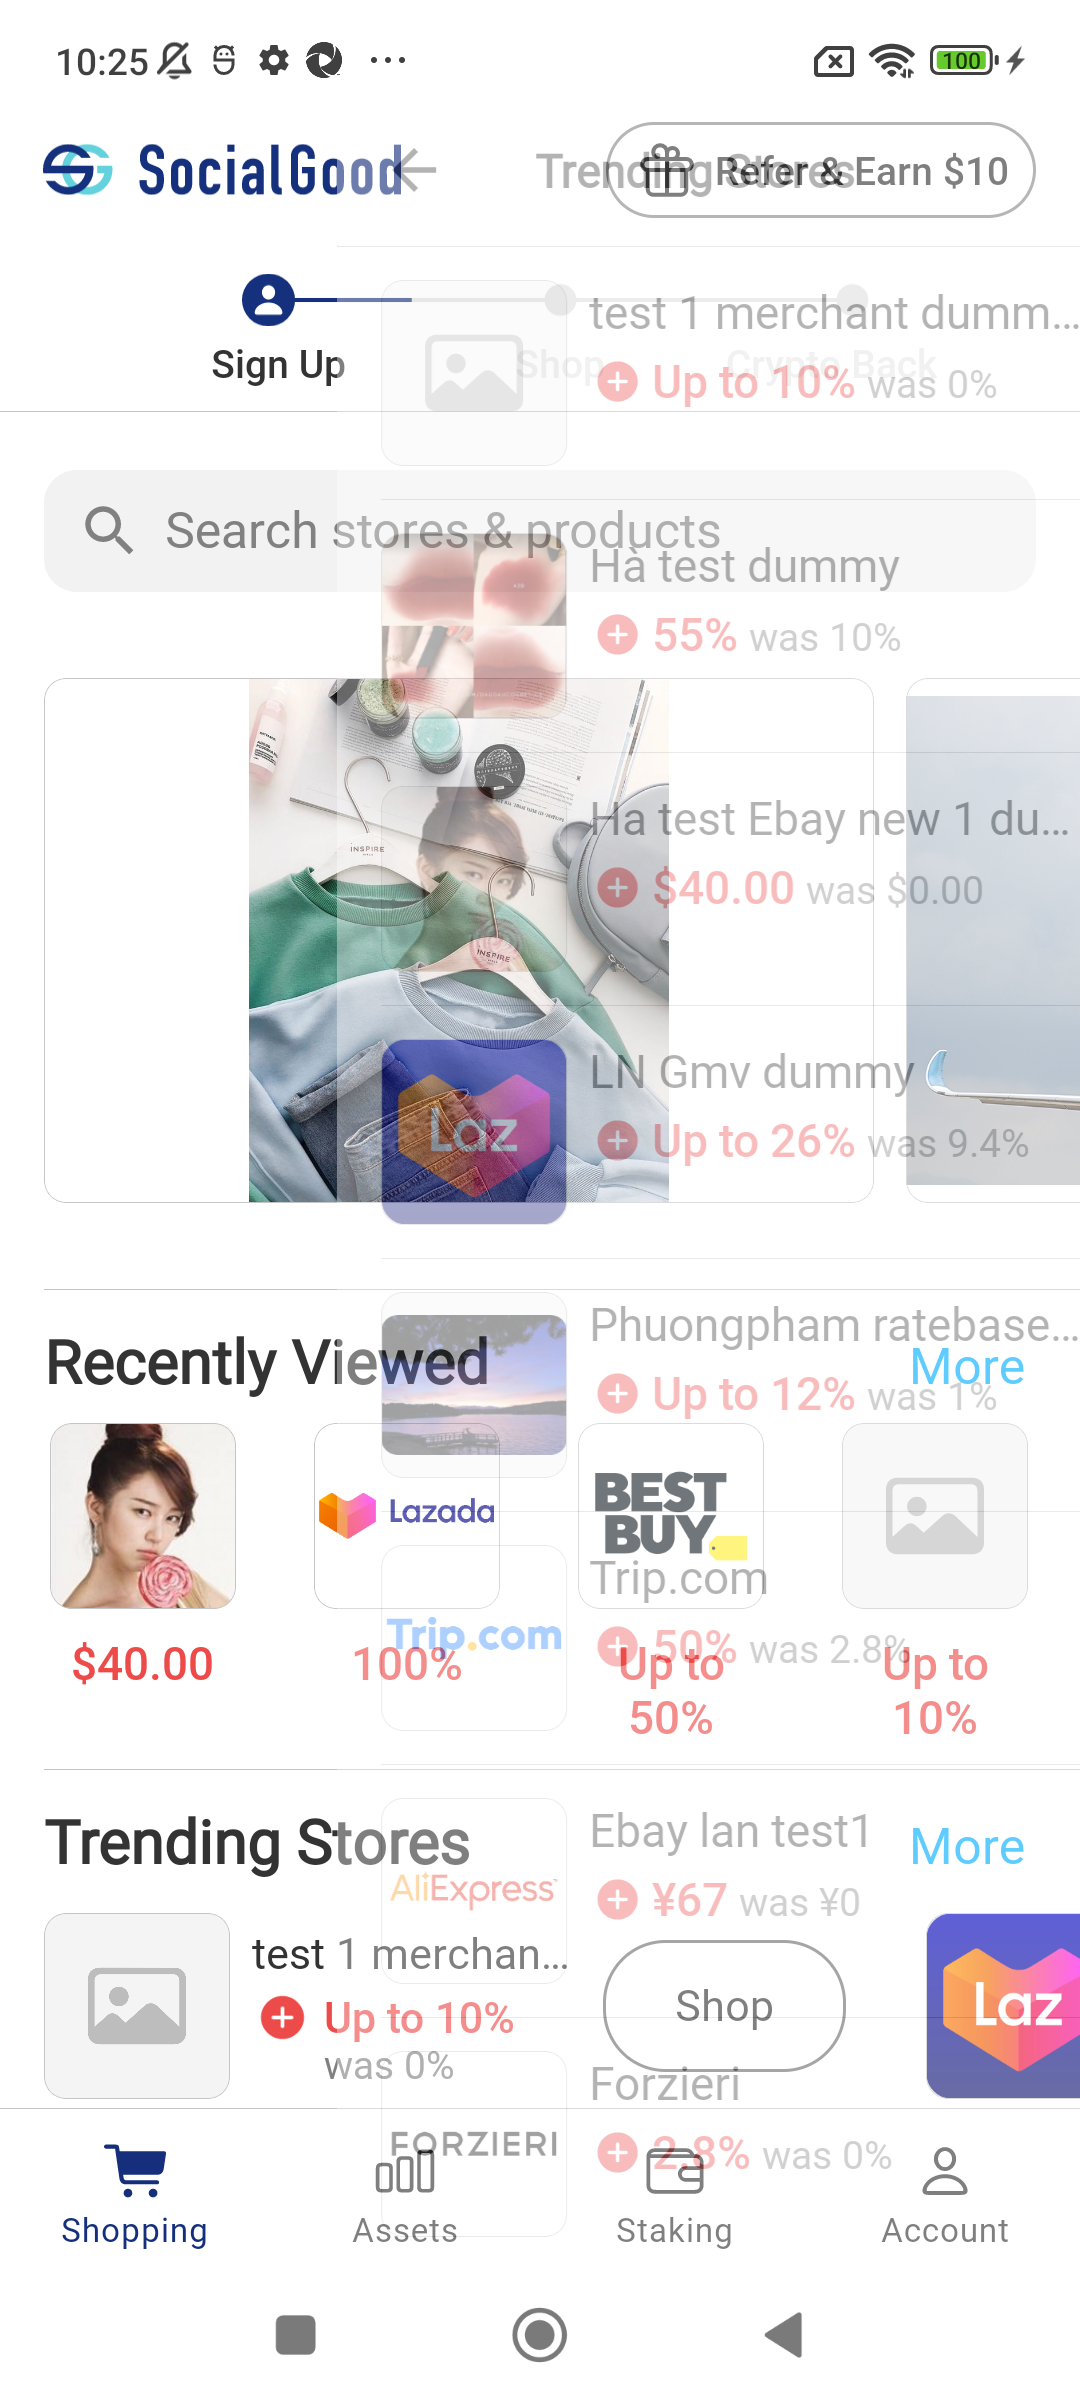 10:25
100
SocialGood
Trending Stores
Refer & Earn $10
test 1 merchant dumm...
Sign Up
Shop
Crypto Back
Up to 10% was 0%
Search stores & products
Hà test dummy
55% was 10%
INSPIRE
Ha test Ebay new 1 du...
$40.00 was $0.00
INSPIRE
LN Gmv dummy
Laz
Up to 26% was 9.4%
Phuongpham ratebase...
Recently Viewed
More
Up to 12% was 1%
Lazada
BEST
BUY
Trip.com
Trip.com
50% was 2.8%
$40.00
100%
Up to
50%
Up to
10%
Trending Stores
More
Ebay lan test1
AliExpress
¥67 was ¥0
test 1 merchan...
Up to 10%
was 0%
Shop
Laz
Forzieri
FORZIERI
2.8% was 0%
Shopping
Assets
Staking
Account